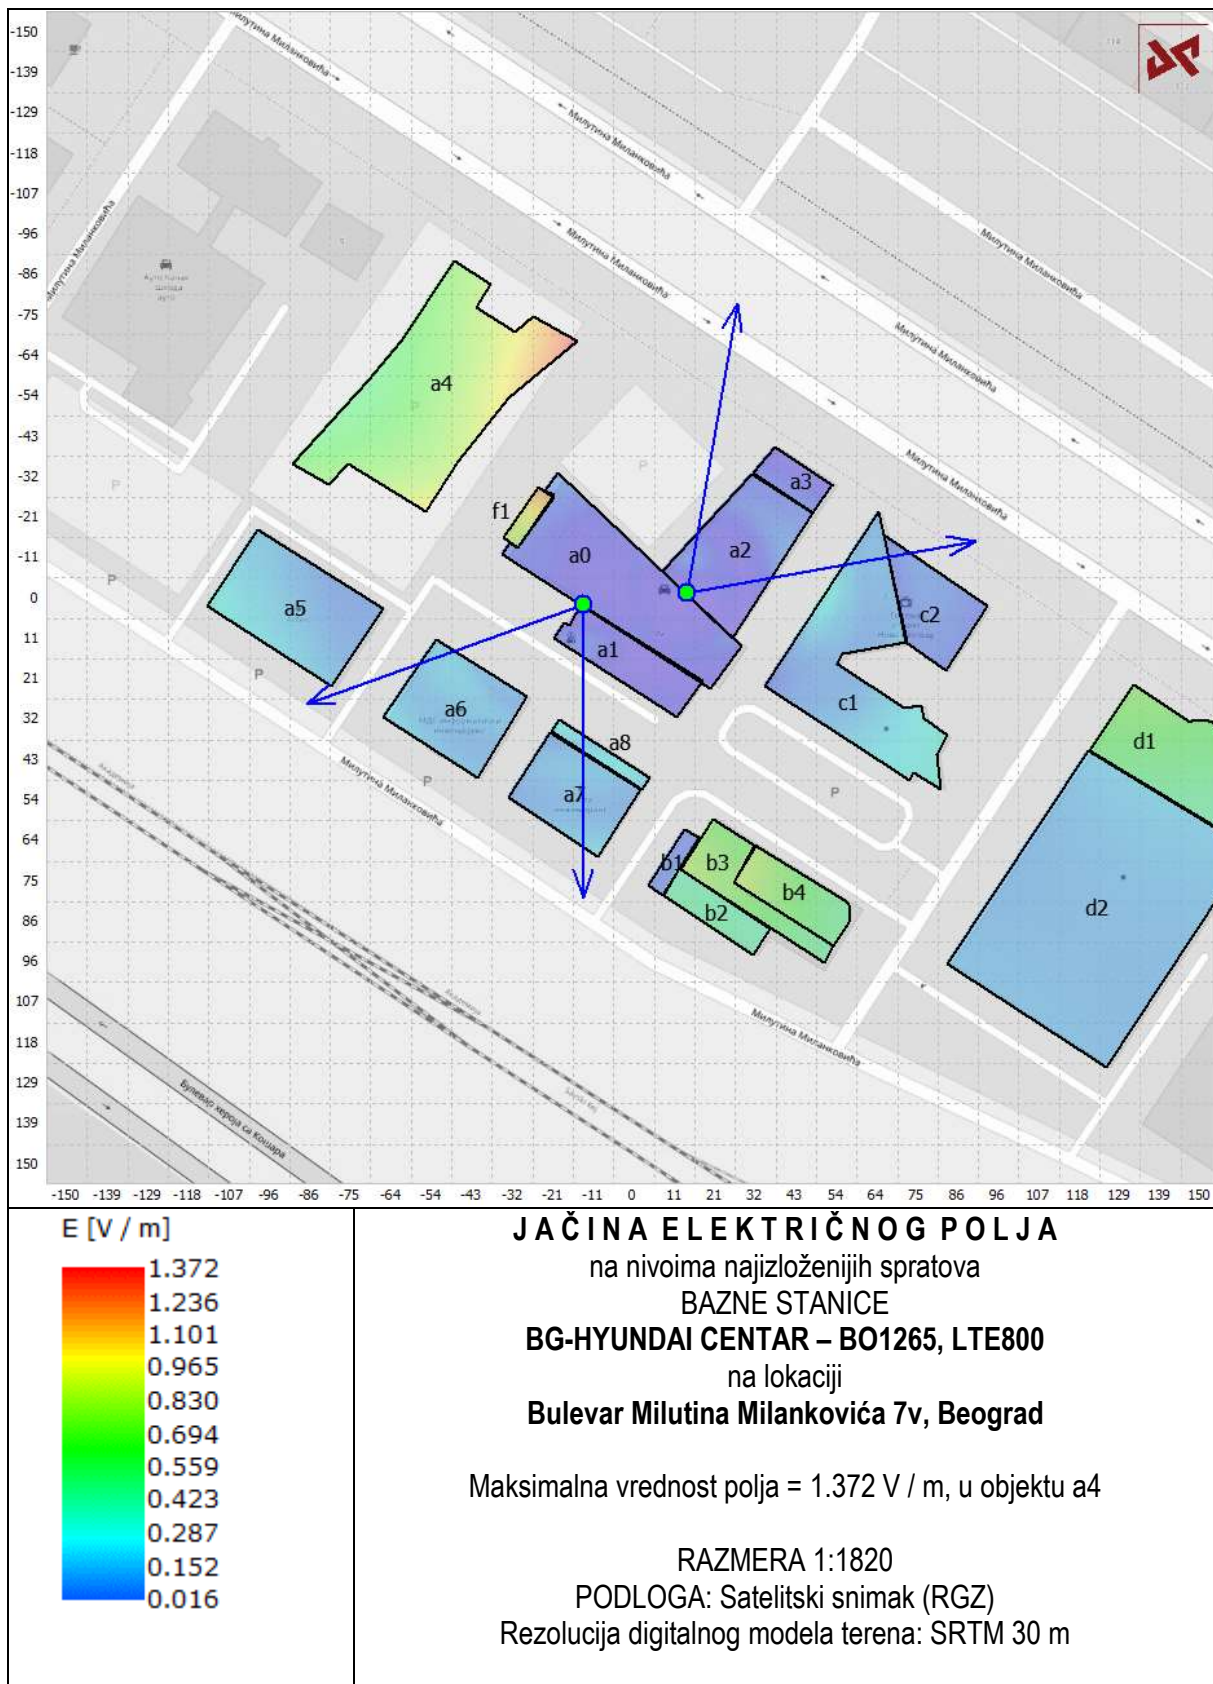 -150
-139
-129
-118
-107
-96
-86
-75
-64
-54
-43
-32
-21
-11
0
11
21
32
43
54
64
75
86
96
107
118
129
139
150
-150 -139 -129 -118 -107 -96 -86 -75 -64 -54 -43 -32 -21 -11 0 11 21 32 43 54 64 75 86 96 107 118 129 139 150
Милутина Миланковића
Милутина Миланковића
Милутина Миланковића
Милутина Миланковића
Милутина Миланковића
Милутина Миланковића
Милутина Миланковића
Милутина Миланковића
Милутина Миланковића
Булевар хероја са Кошара
P
P
P
P
P
P
P
a4
f1
a0
a3
a2
a5
a1
a6
a8
a7
c2
c1
d1
d2
b1
b3
b4
b2
E [V / m]
1.372
1.236
1.101
0.965
0.830
0.694
0.559
0.423
0.287
0.152
0.016
JAČINA ELEKTRIČNOG POLJA
na nivoima najizloženijih spratova
BAZNE STANICE
BG-HYUNDAI CENTAR – BO1265, LTE800
na lokaciji
Bulevar Milutina Milankovića 7v, Beograd
Maksimalna vrednost polja = 1.372 V / m, u objektu a4
RAZMERA 1:1820
PODLOGA: Satelitski snimak (RGZ)
Rezolucija digitalnog modela terena: SRTM 30 m